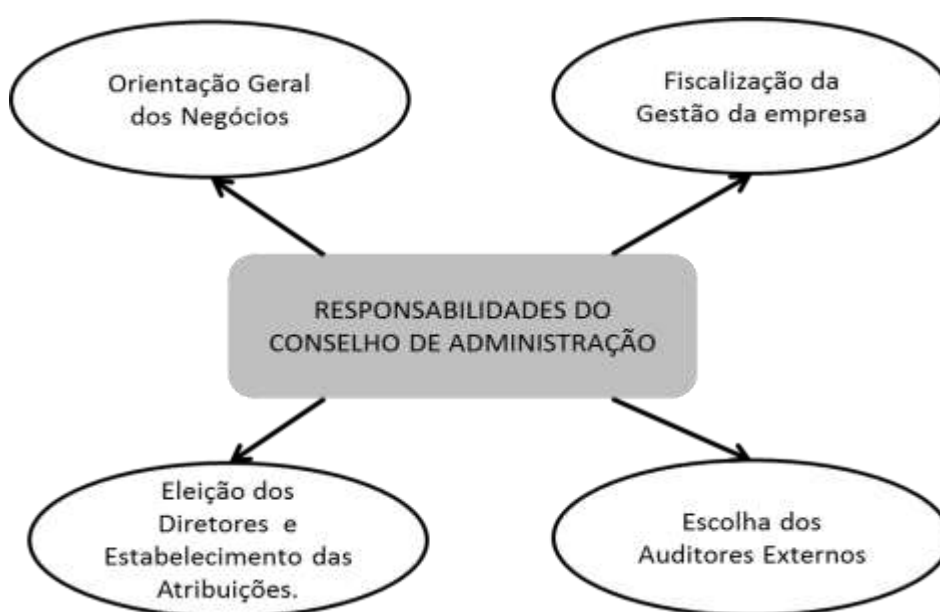 Orientação Geral
dos Negócios
Fiscalização da
Gestão da empresa
RESPONSABILIDADES DO
CONSELHO DE ADMINISTRAÇÃO
Eleição dos
Diretores e
Estabelecimento das
Atribuições.
Escolha dos
Auditores Externos